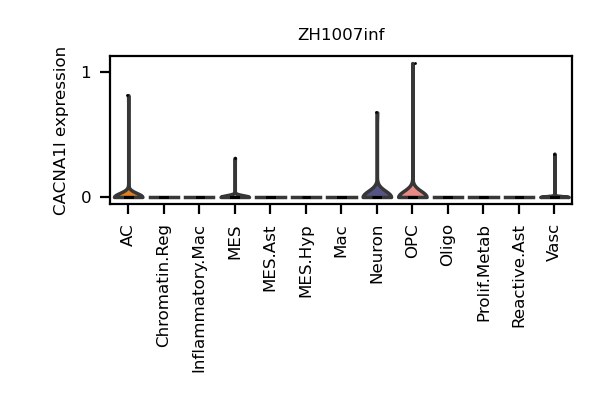 ZH1007inf
CACNA1I expression
1
0
AC
Chromatin.Reg
Inflammatory.Mac
MES
MES.Ast
MES.Hyp
Mac
Neuron
OPC
Oligo
Prolif.Metab
Reactive.Ast
Vasc